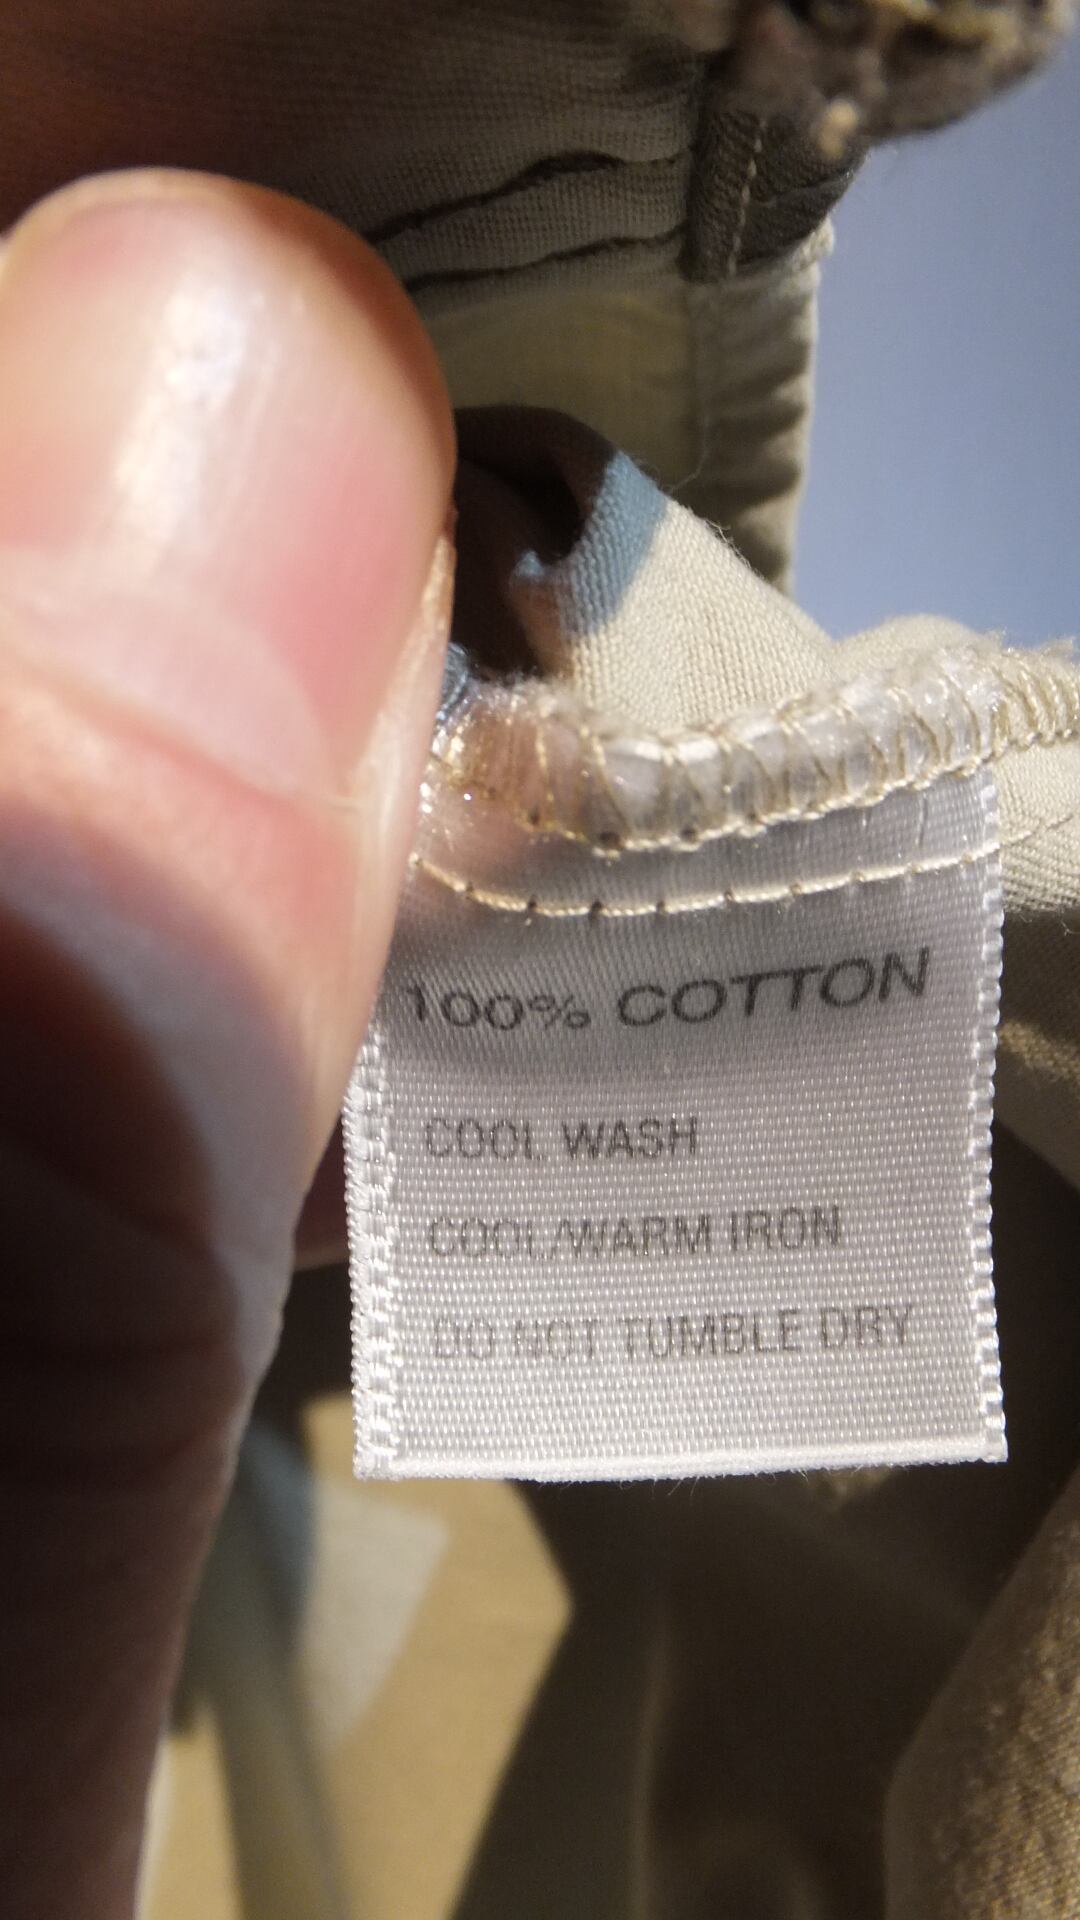 100% COTTON
COOL WASH
COOL/WARM IRON
DO NOT TUMBLE DRY